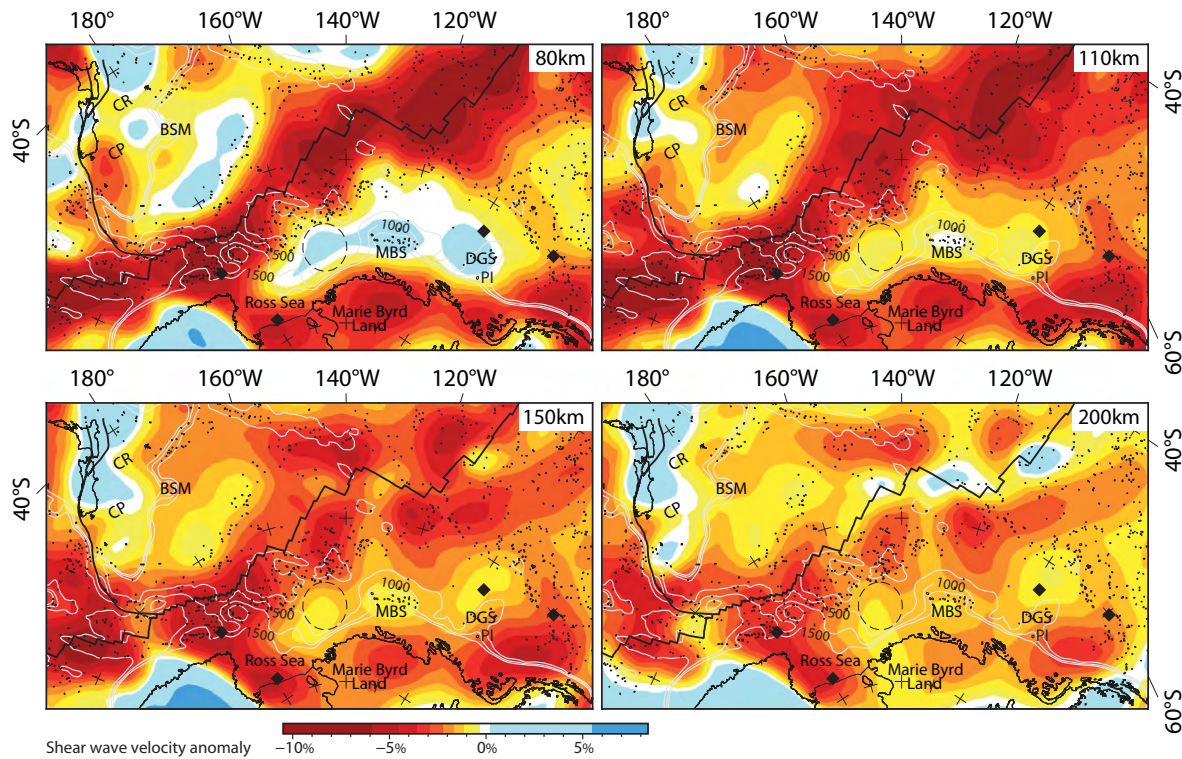 180° 160°W 140°W 120°W 180° 160°W 140°W 120°W
80km 110km
40°S 40°S
CR CR
CP BSM CP BSM
1000 1000
500 MBS 500 MBS
1500 DGS 1500 DGS
PI PI
Ross Sea Marie Byrd Ross Sea Marie Byrd
Land Land
60°S
180° 160°W 140°W 120°W 180° 160°W 140°W 120°W
150km 200km
40°S 40°S
CR CR
CP BSM CP BSM
1000 1000
500 MBS 500 MBS
1500 DGS 1500 DGS
PI PI
Ross Sea Marie Byrd Ross Sea Marie Byrd
Land Land
60°S
Shear wave velocity anomaly −10% −5% 0% 5%